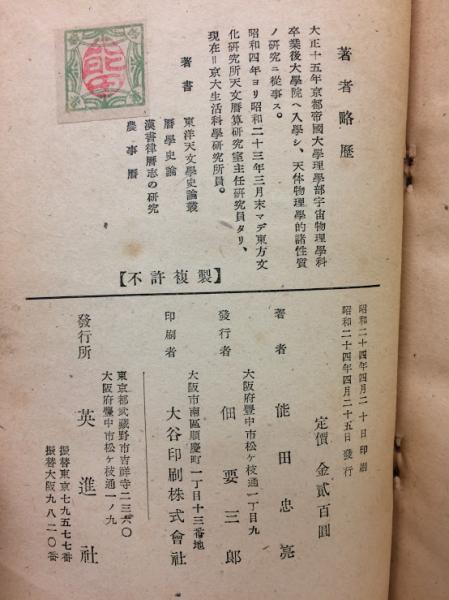 著者略歷
大正十五年京都帝國大學理學部宇宙物理學科
卒業後大學院ヘ入學シ、天体物理學的諸性質
ノ研究ニ從事ス。
昭和四年ヨリ昭和二十三年三月末マデ東方文
化研究所天文曆算研究室主任研究員タリ、
現在ハ京大生活科學研究所員。
著書
東洋天文學史論叢
曆學史論
漢書律曆志の硏究
農事曆
【不許複製】
昭和二十四年四月二十日印刷
昭和二十四年四月二十五日發行
定價 金貳百圓
著者 能田忠亮
大阪府豐中市松ケ枝通一丁目九
發行者 佃要三郎
大阪市南區順慶町一丁目十三番地
印刷者 大谷印刷株式會社
東京都武藏野市吉祥寺二三六〇
大阪府豐中市松ケ枝通一ノ九
發行所 英進社
振替東京七九五七七番
振替大阪九八二〇番